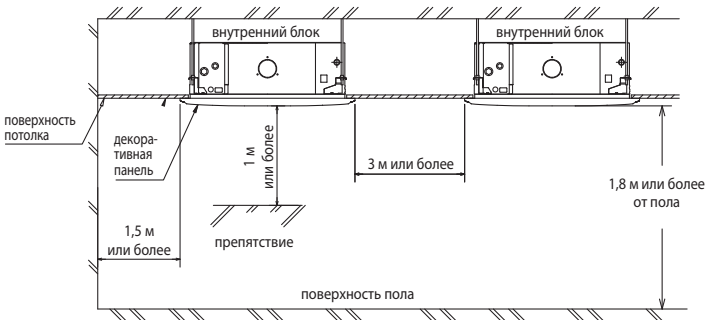 внутренний блок
внутренний блок
поверхность
потолка
декора-
тивная
панель
1 м
или более
3 м или более
1,8 м или более
от пола
1,5 м
или более
препятствие
поверхность пола